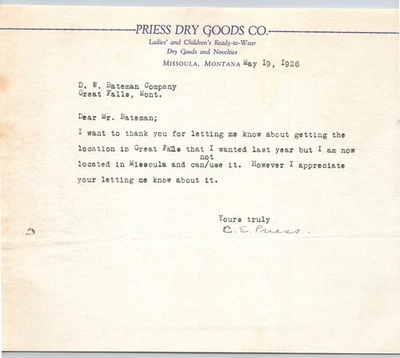 PRIESS DRY GOODS CO.
Ladies' and Children's Ready-to-Wear
Dry Goods and Novelties
MISSOULA, MONTANA May 19, 1926
D. W. Bateman Company
Great Falls, Mont.
Dear Mr. Bateman;
I want to thank you for letting me know about getting the
location in Great Falls that I wanted last year but I am now
not
located in Missoula and can/use it. However I appreciate
your letting me know about it.
Yours truly
C. E. Priess.